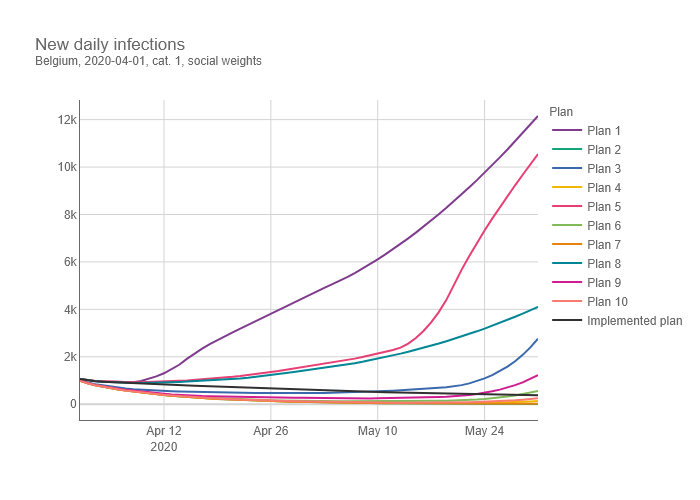 New daily infections
Belgium, 2020-04-01, cat. 1, social weights
Plan
12k
10k
8k
6k
4k
2k
0
Plan 1
Plan 2
Plan 3
Plan 4
Plan 5
Plan 6
Plan 7
Plan 8
Plan 9
Plan 10
Implemented plan
Apr 12
2020
Apr 26
May 10
May 24